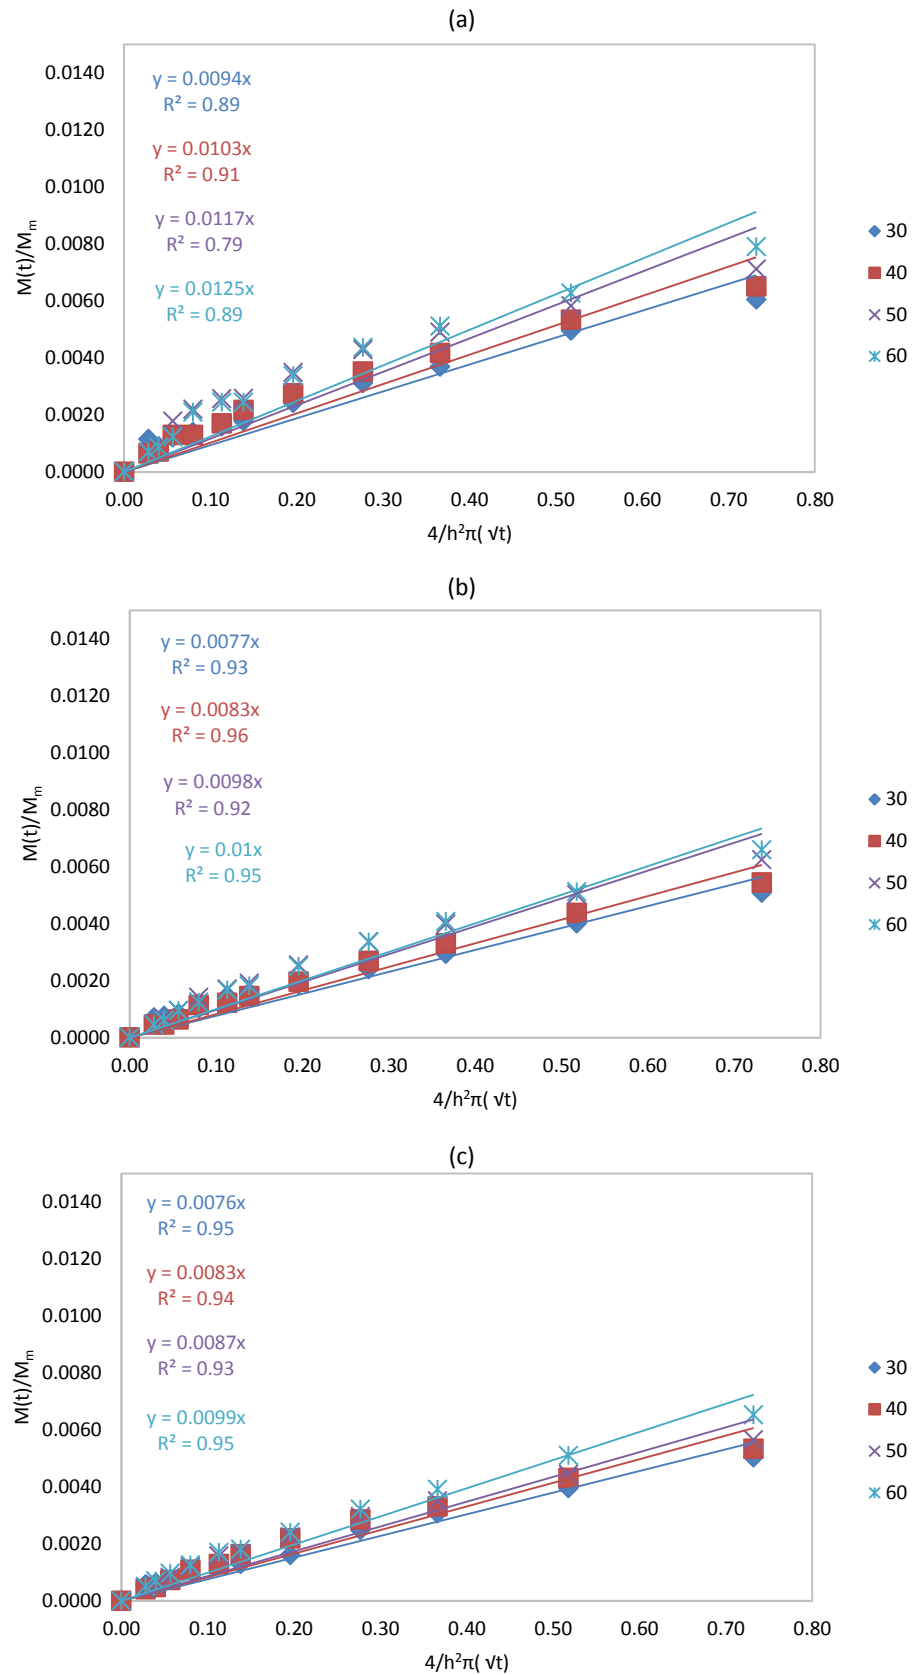 (a)
0.0140
0.0120
0.0100
0.0080
0.0060
0.0040
0.0020
0.0000
M(t)/Mₘ
y = 0.0094x
R² = 0.89
y = 0.0103x
R² = 0.91
y = 0.0117x
R² = 0.79
y = 0.0125x
R² = 0.89
30
40
50
60
0.00 0.10 0.20 0.30 0.40 0.50 0.60 0.70 0.80
4/h²π( √t)
(b)
0.0140
0.0120
0.0100
0.0080
0.0060
0.0040
0.0020
0.0000
M(t)/Mₘ
y = 0.0077x
R² = 0.93
y = 0.0083x
R² = 0.96
y = 0.0098x
R² = 0.92
y = 0.01x
R² = 0.95
30
40
50
60
0.00 0.10 0.20 0.30 0.40 0.50 0.60 0.70 0.80
4/h²π( √t)
(c)
0.0140
0.0120
0.0100
0.0080
0.0060
0.0040
0.0020
0.0000
M(t)/Mₘ
y = 0.0076x
R² = 0.95
y = 0.0083x
R² = 0.94
y = 0.0087x
R² = 0.93
y = 0.0099x
R² = 0.95
30
40
50
60
0.00 0.10 0.20 0.30 0.40 0.50 0.60 0.70 0.80
4/h²π( √t)